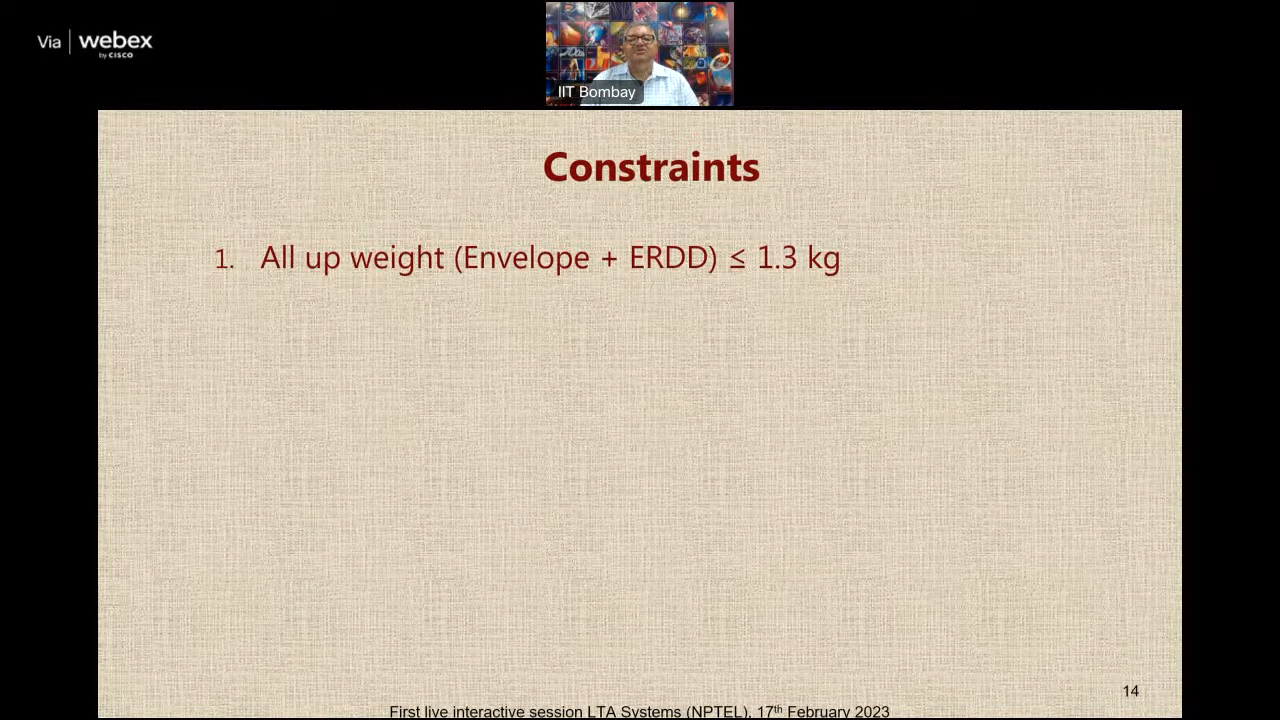 Via | webex
by CISCO
IIT Bombay
Constraints
1. All up weight (Envelope + ERDD) ≤ 1.3 kg
14
First live interactive session LTA Systems (NPTEL), 17th February 2023